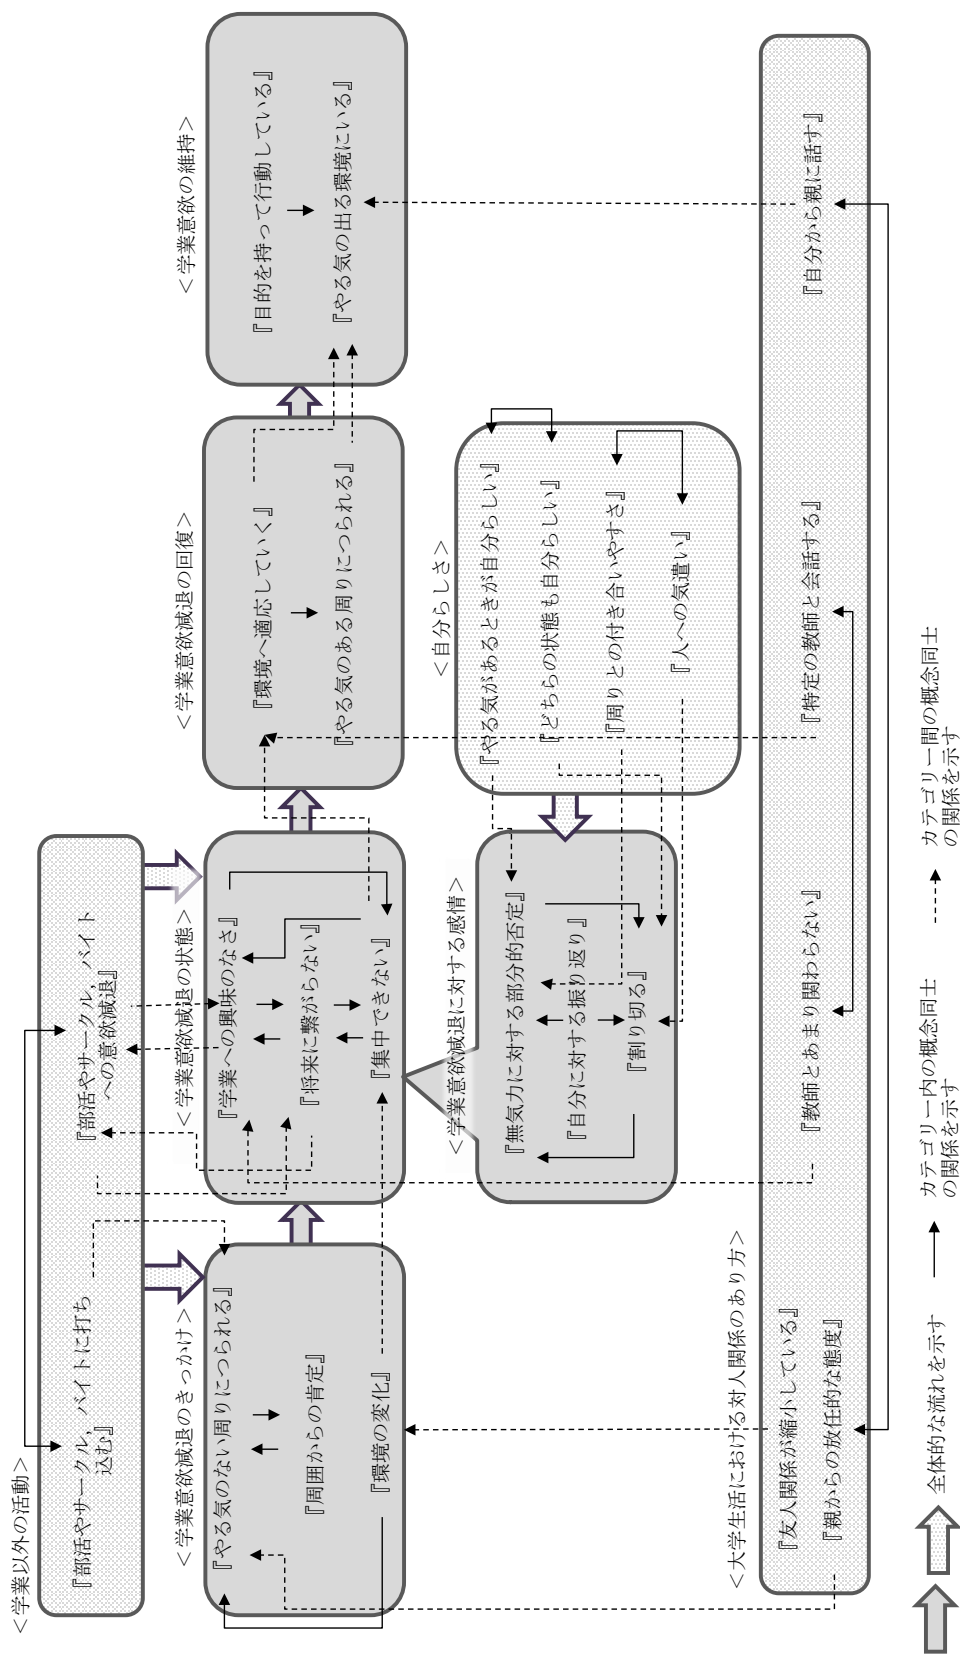 ＜学業以外の活動＞
『部活やサークル，バイトに打ち
込む』
『部活やサークル，バイト
への意欲減退』
＜学業意欲減退のきっかけ＞
『やる気のない周りにつられる』
『周囲からの肯定』
『環境の変化』
＜学業意欲減退の状態＞
『学業への興味のなさ』
『将来に繋がらない』
『集中できない』
＜学業意欲減退の回復＞
『環境へ適応していく』
『やる気のある周りにつられる』
＜学業意欲の維持＞
『目的を持って行動している』
『やる気の出る環境にいる』
＜学業意欲減退に対する感情＞
『無気力に対する部分的否定』
『自分に対する振り返り』
『割り切る』
＜自分らしさ＞
『やる気があるときが自分らしい』
『どちらの状態も自分らしい』
『周りとの付き合いやすさ』
『人への気遣い』
＜大学生活における対人関係のあり方＞
『友人関係が縮小している』
『親からの放任的な態度』
『教師とあまり関わらない』
『特定の教師と会話する』
『自分から親に話す』
全体的な流れを示す
カテゴリー内の概念同士
の関係を示す
カテゴリー間の概念同士
の関係を示す